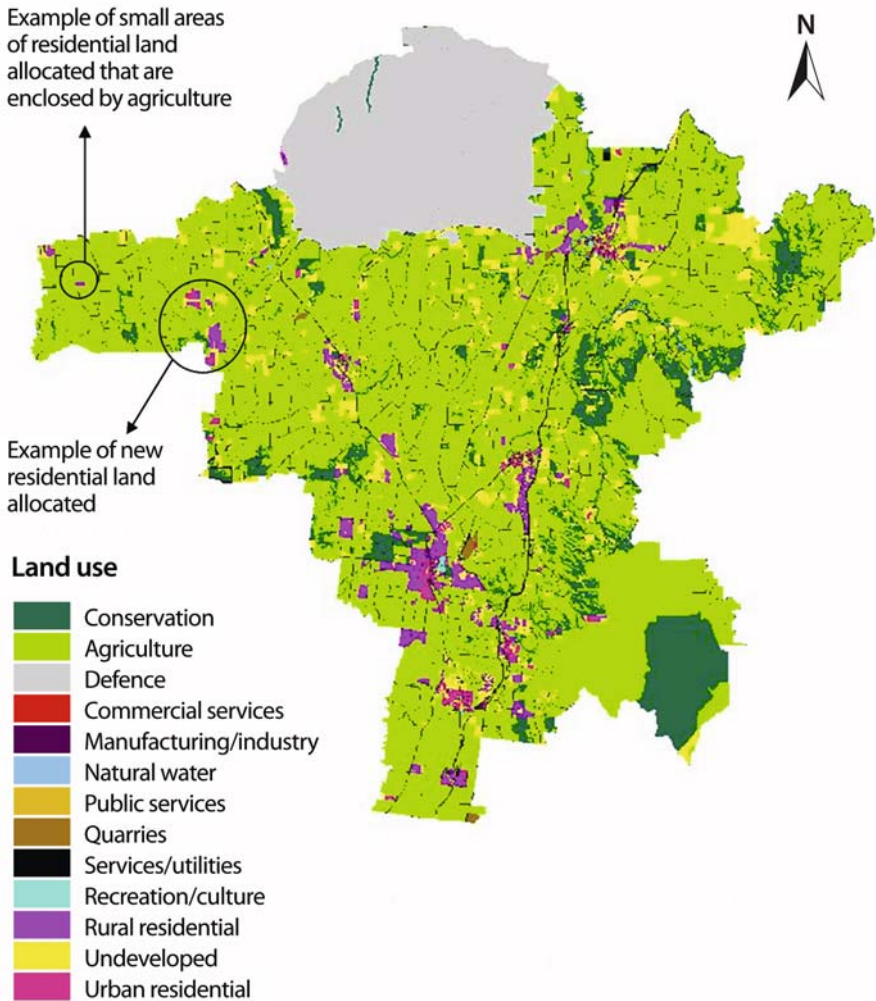 Example of small areas
of residential land
allocated that are
enclosed by agriculture
N
Example of new
residential land
allocated
Land use
Conservation
Agriculture
Defence
Commercial services
Manufacturing/industry
Natural water
Public services
Quarries
Services/utilities
Recreation/culture
Rural residential
Undeveloped
Urban residential